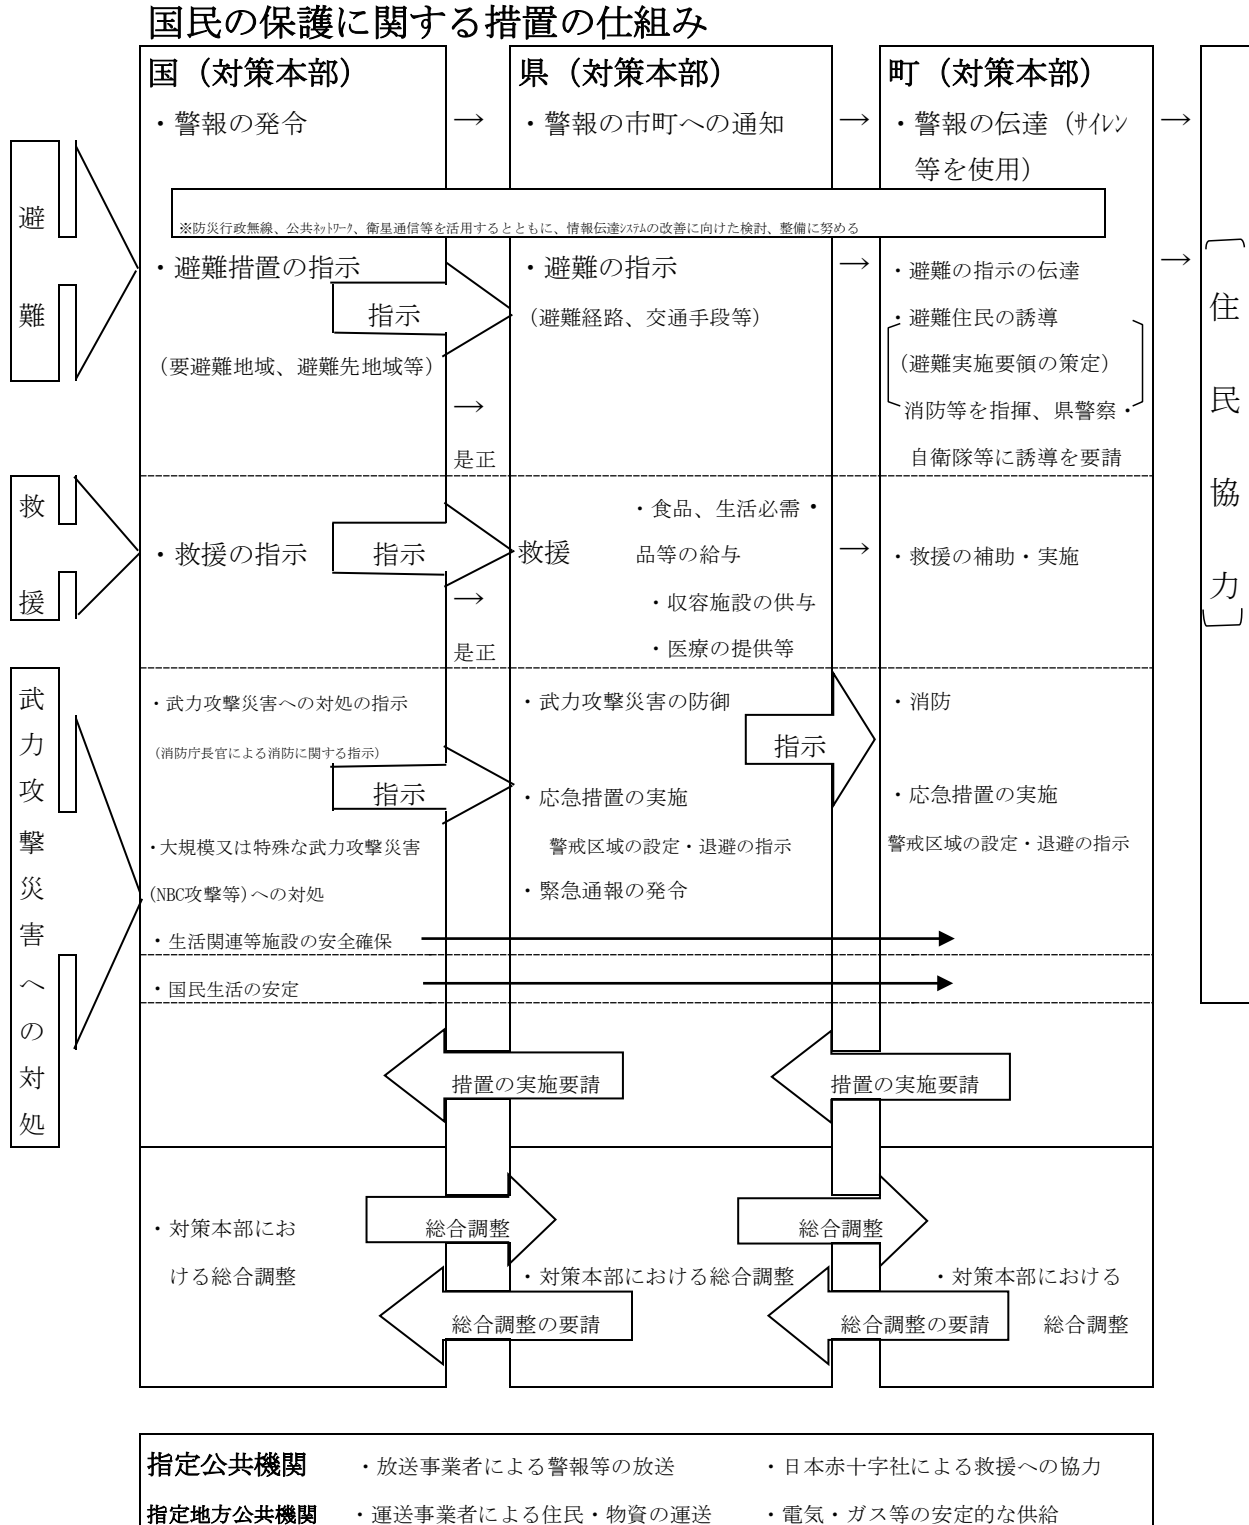 国民の保護に関する措置の仕組み
国（対策本部）
県（対策本部）
町（対策本部）
・警報の発令
→
・警報の市町への通知
→
・警報の伝達（ｻｲﾚﾝ
等を使用）
→
※防災行政無線、公共ﾈｯﾄﾜｰｸ、衛星通信等を活用するとともに、情報伝達ｼｽﾃﾑの改善に向けた検討、整備に努める
避
難
・避難措置の指示
指示
（要避難地域、避難先地域等）
→
是正
・避難の指示
（避難経路、交通手段等）
→
・避難の指示の伝達
・避難住民の誘導
（避難実施要領の策定）
消防等を指揮、県警察・
自衛隊等に誘導を要請
→
救
援
・救援の指示
指示
→
是正
救援
・食品、生活必需・
品等の給与
・収容施設の供与
・医療の提供等
→
・救援の補助・実施
武
力
攻
撃
災
害
へ
の
対
処
・武力攻撃災害への対処の指示
（消防庁長官による消防に関する指示）
指示
・大規模又は特殊な武力攻撃災害
(NBC攻撃等)への対処
・生活関連等施設の安全確保
・国民生活の安定
・武力攻撃災害の防御
指示
・応急措置の実施
警戒区域の設定・退避の指示
・緊急通報の発令
・消防
・応急措置の実施
警戒区域の設定・退避の指示
措置の実施要請
措置の実施要請
・対策本部にお
ける総合調整
総合調整
総合調整の要請
・対策本部における総合調整
総合調整
総合調整の要請
・対策本部における
総合調整
住
民
協
力
指定公共機関
・放送事業者による警報等の放送
・日本赤十字社による救援への協力
指定地方公共機関
・運送事業者による住民・物資の運送
・電気・ガス等の安定的な供給